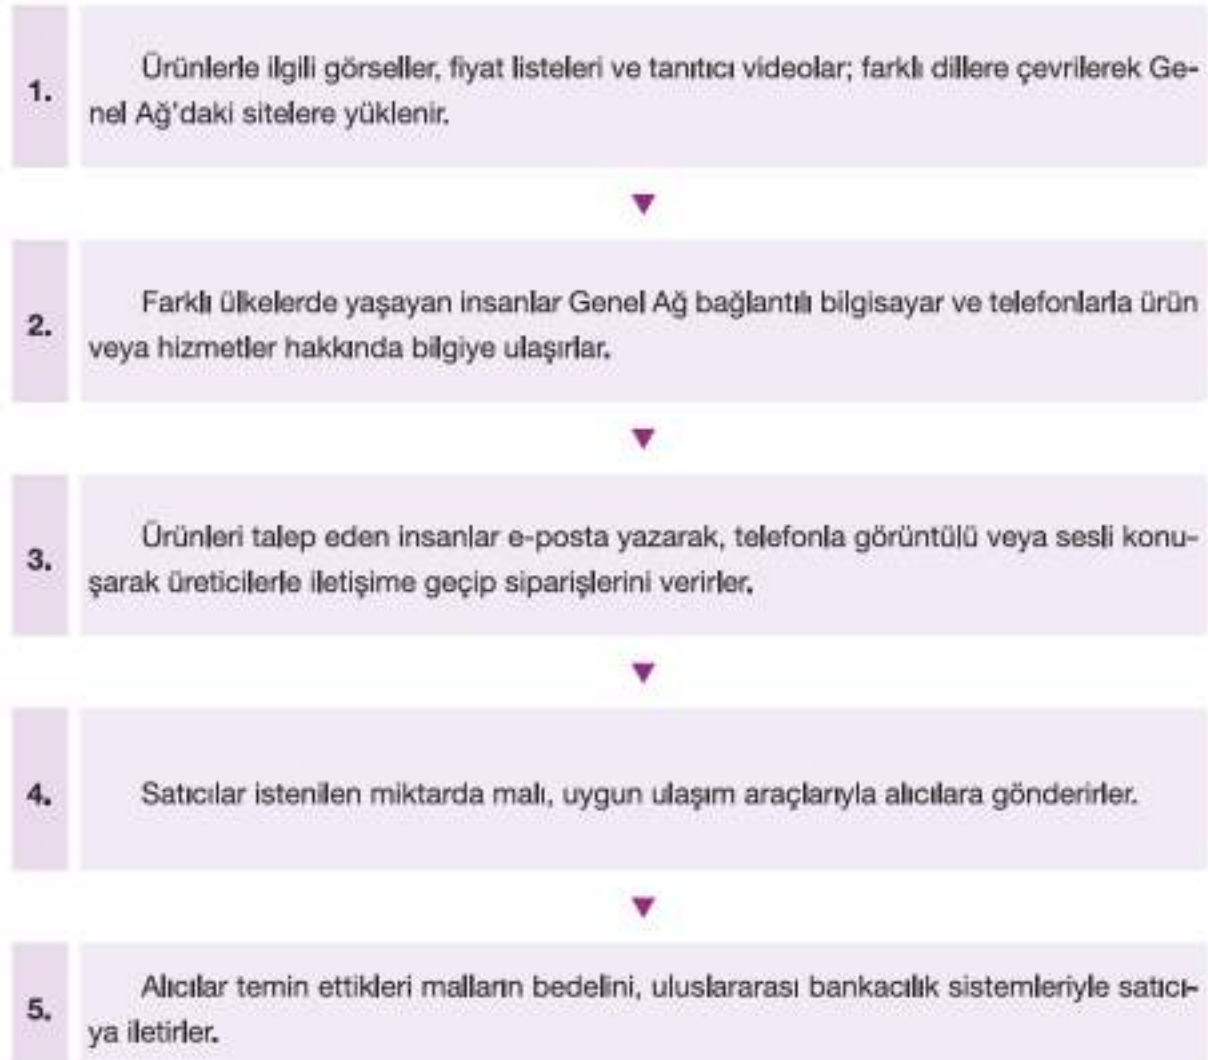 1.
Ürünlerle ilgili görseller, fiyat listeleri ve tanıtıcı videolar; farklı dillere çevrilerek Ge-
nel Ağ'daki sitelere yüklenir.
2.
Farklı ülkelerde yaşayan insanlar Genel Ağ bağlantılı bilgisayar ve telefonlarla ürün
veya hizmetler hakkında bilgiye ulaşırlar.
3.
Ürünleri talep eden insanlar e-posta yazarak, telefonla görüntülü veya sesli konu-
şarak üreticilerle iletişime geçip siparişlerini verirler.
4.
Satıcılar istenilen miktarda malı, uygun ulaşım araçlarıyla alıcılara gönderirler.
5.
Alıcılar temin ettikleri malların bedelini, uluslararası bankacılık sistemleriyle satıcı-
ya iletirler.